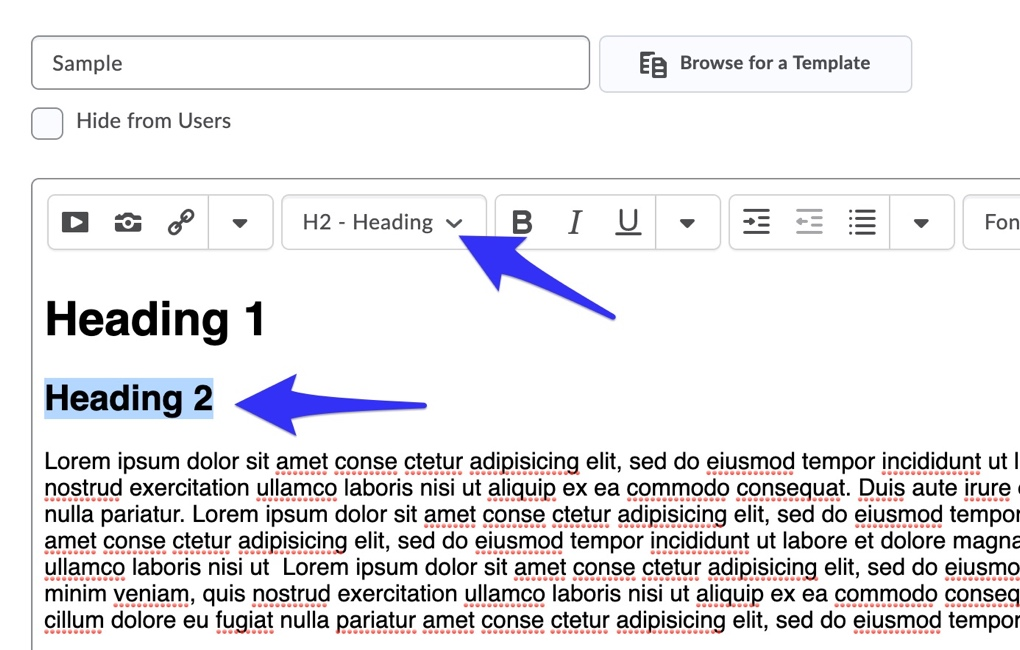 Sample
Browse for a Template
Hide from Users
H2 - Heading
B I U
Fon
Heading 1
Heading 2
Lorem ipsum dolor sit amet conse ctetur adipisicing elit, sed do eiusmod tempor incididunt ut l
nostrud exercitation ullamco laboris nisi ut aliquip ex ea commodo consequat. Duis aute irure
nulla pariatur. Lorem ipsum dolor sit amet conse ctetur adipisicing elit, sed do eiusmod tempor
amet conse ctetur adipisicing elit, sed do eiusmod tempor incididunt ut labore et dolore magna
ullamco laboris nisi ut  Lorem ipsum dolor sit amet conse ctetur adipisicing elit, sed do eiusmo
minim veniam, quis nostrud exercitation ullamco laboris nisi ut aliquip ex ea commodo conseq
cillum dolore eu fugiat nulla pariatur amet conse ctetur adipisicing elit, sed do eiusmod tempor